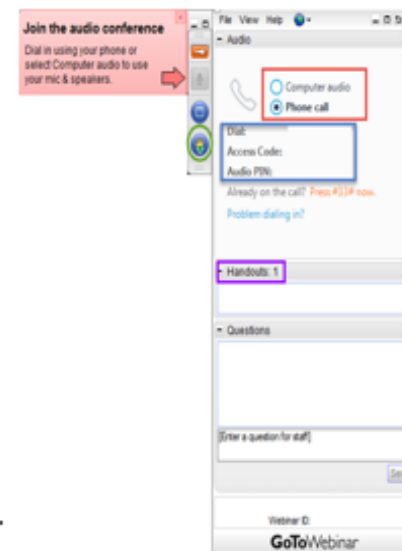 Join the audio conference
Dial in using your phone or
select Computer audio to use
your mic & speakers.
File View Help
Audio
Computer audio
Phone call
Dial:
Access Code:
Audio PIN:
Already on the call? Press #33# now.
Problem dialing in?
Handouts: 1
Questions
[Enter a question for staff]
Webinar ID:
GoToWebinar